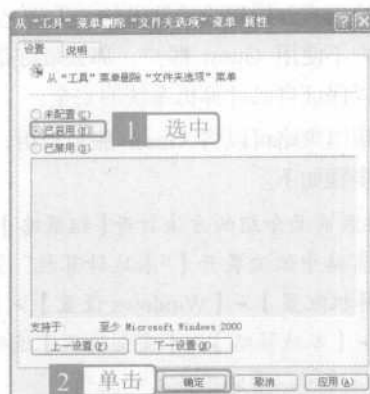 从“工具”菜单删除“文件夹选项”菜单 属性
设置 说明
从“工具”菜单删除“文件夹选项”菜单
未配置(C)
已启用(E) 1 选中
已禁用(D)
支持于: 至少 Microsoft Windows 2000
上一设置(P) 下一设置(N)
2 单击 确定 取消 应用(A)